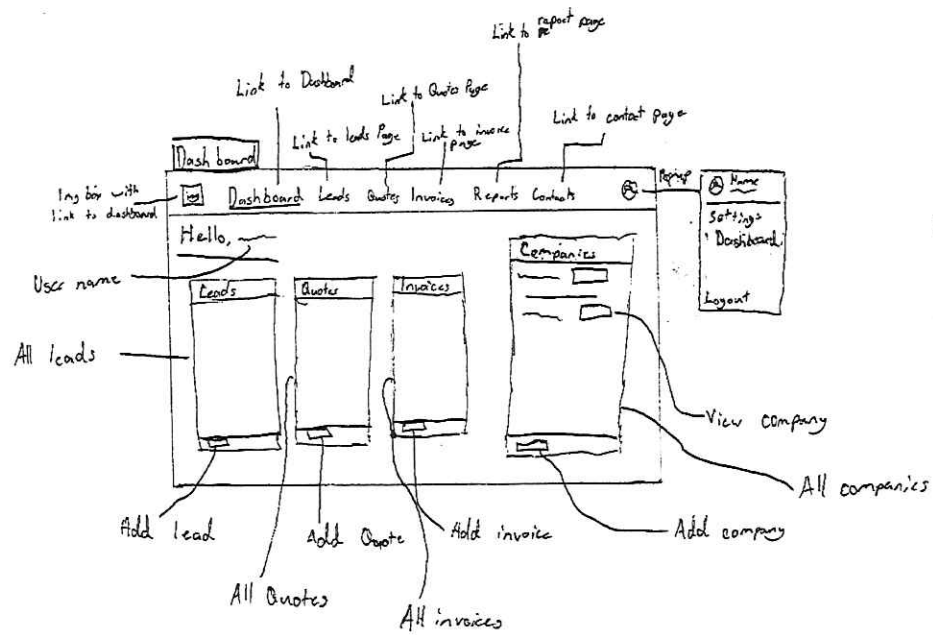 Link to report page
Link to Dashboard
Link to Quotes Page
Link to leads Page
Link to invoice
page
Link to contact page
Dashboard
Img box with
link to dashboard
img
Dashboard Leads Quotes Invoices Reports Contacts
Popup
Name
Settings
Dashboard
Logout
Hello,
User name
Companies
Leads
Quotes
Invoices
All leads
View company
All companies
Add lead
Add Quote
Add invoice
Add company
All Quotes
All invoices